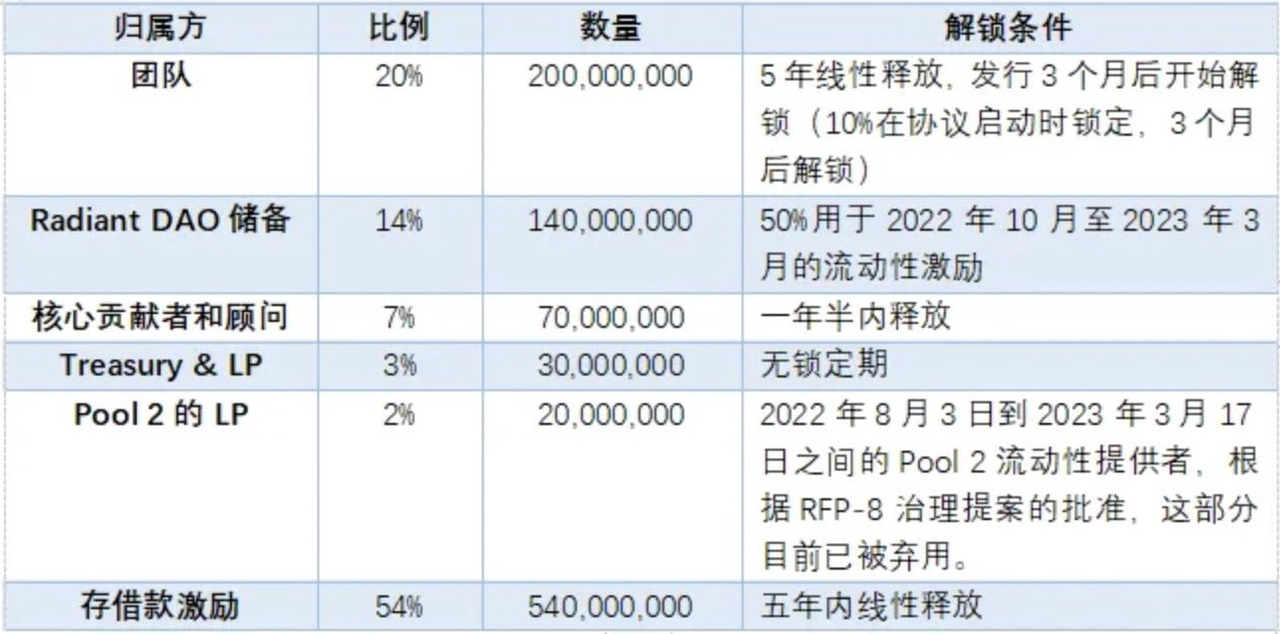 归属方 比例 数量 解锁条件
团队 20% 200,000,000 5 年线性释放, 发行 3 个月后开始解
锁（10%在协议启动时锁定, 3 个月
后解锁）
Radiant DAO 储备 14% 140,000,000 50%用于 2022 年 10 月至 2023 年 3
月的流动性激励
核心贡献者和顾问 7% 70,000,000 一年半内释放
Treasury & LP 3% 30,000,000 无锁定期
Pool 2 的 LP 2% 20,000,000 2022 年 8 月 3 日到 2023 年 3 月 17
日之间的 Pool 2 流动性提供者, 根
据 RFP-8 治理提案的批准, 这部分
目前已被弃用。
存借款激励 54% 540,000,000 五年内线性释放